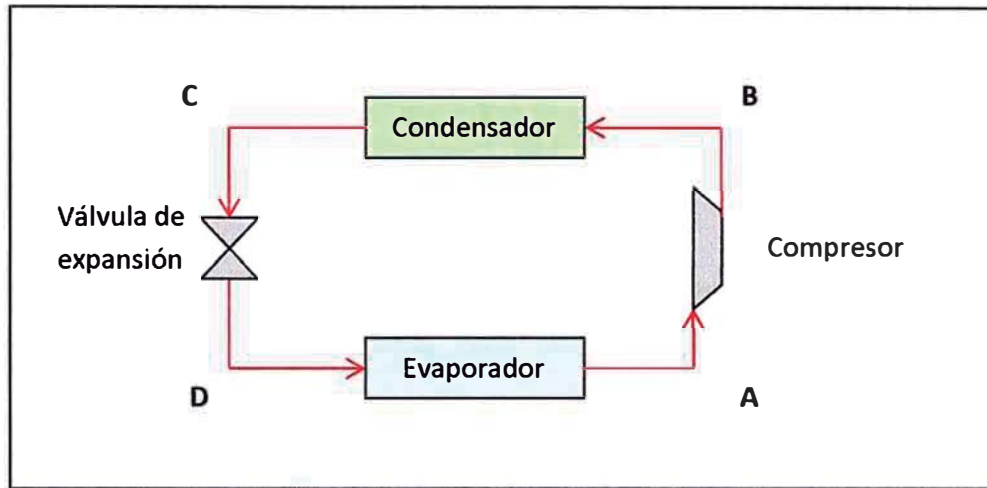 C
B
Condensador
Válvula de
expansión
Compresor
Evaporador
D
A